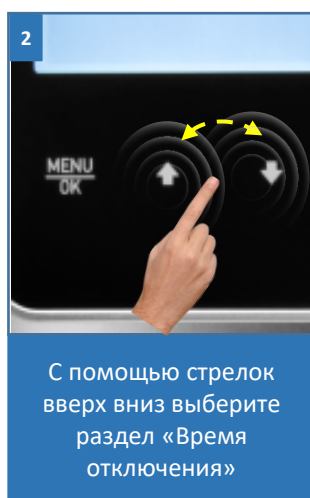 2
MENU
OK
С помощью стрелок
вверх вниз выберите
раздел «Время
отключения»